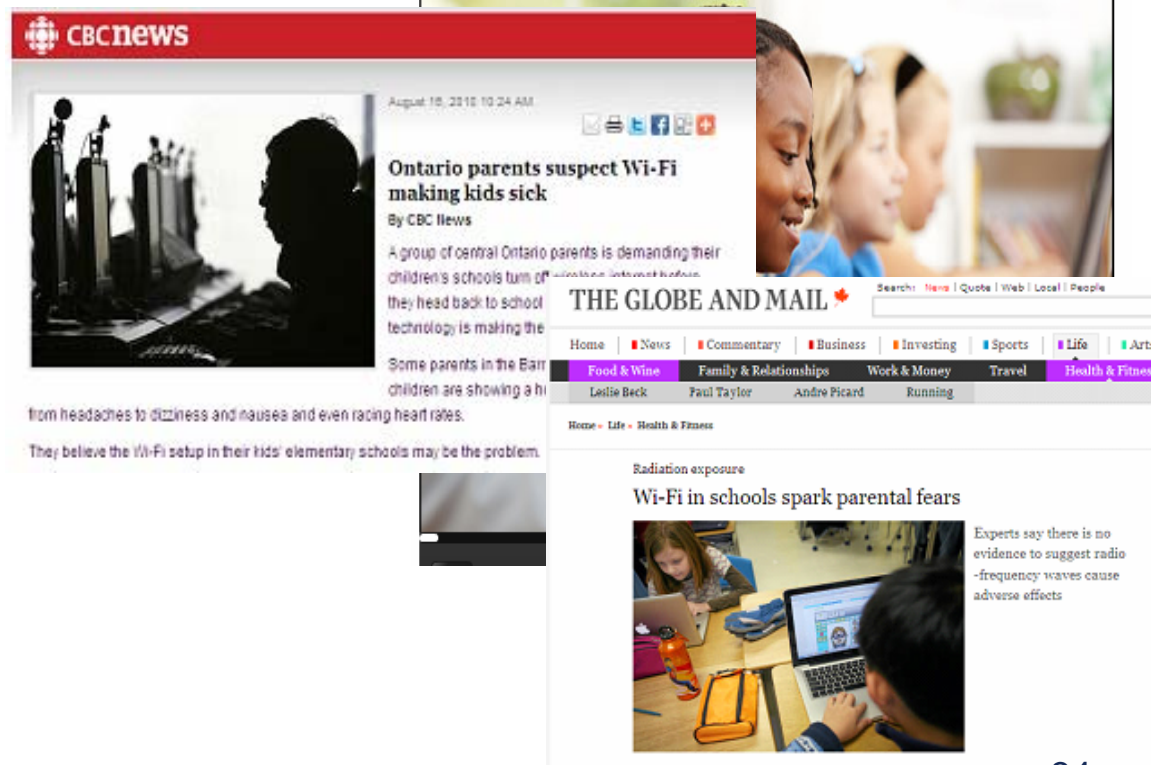 CBCnews
August 16, 2010 10:24 AM
Ontario parents suspect Wi-Fi
making kids sick
By CBC News
A group of central Ontario parents is demanding their
children's schools turn off wireless internet before
they head back to school
technology is making the
Some parents in the Barr
children are showing a
from headaches to dizziness and nausea and even racing heart rates.
They believe the Wi-Fi setup in their kids' elementary schools may be the problem.
THE GLOBE AND MAIL
Search: News | Quote | Web | Local | People
Home News Commentary Business Investing Sports Life Arts
Food & Wine Family & Relationships Work & Money Travel Health & Fitnes
Leslie Beck Paul Taylor Andre Picard Running
Home » Life » Health & Fitness
Radiation exposure
Wi-Fi in schools spark parental fears
Experts say there is no
evidence to suggest radio
-frequency waves cause
adverse effects